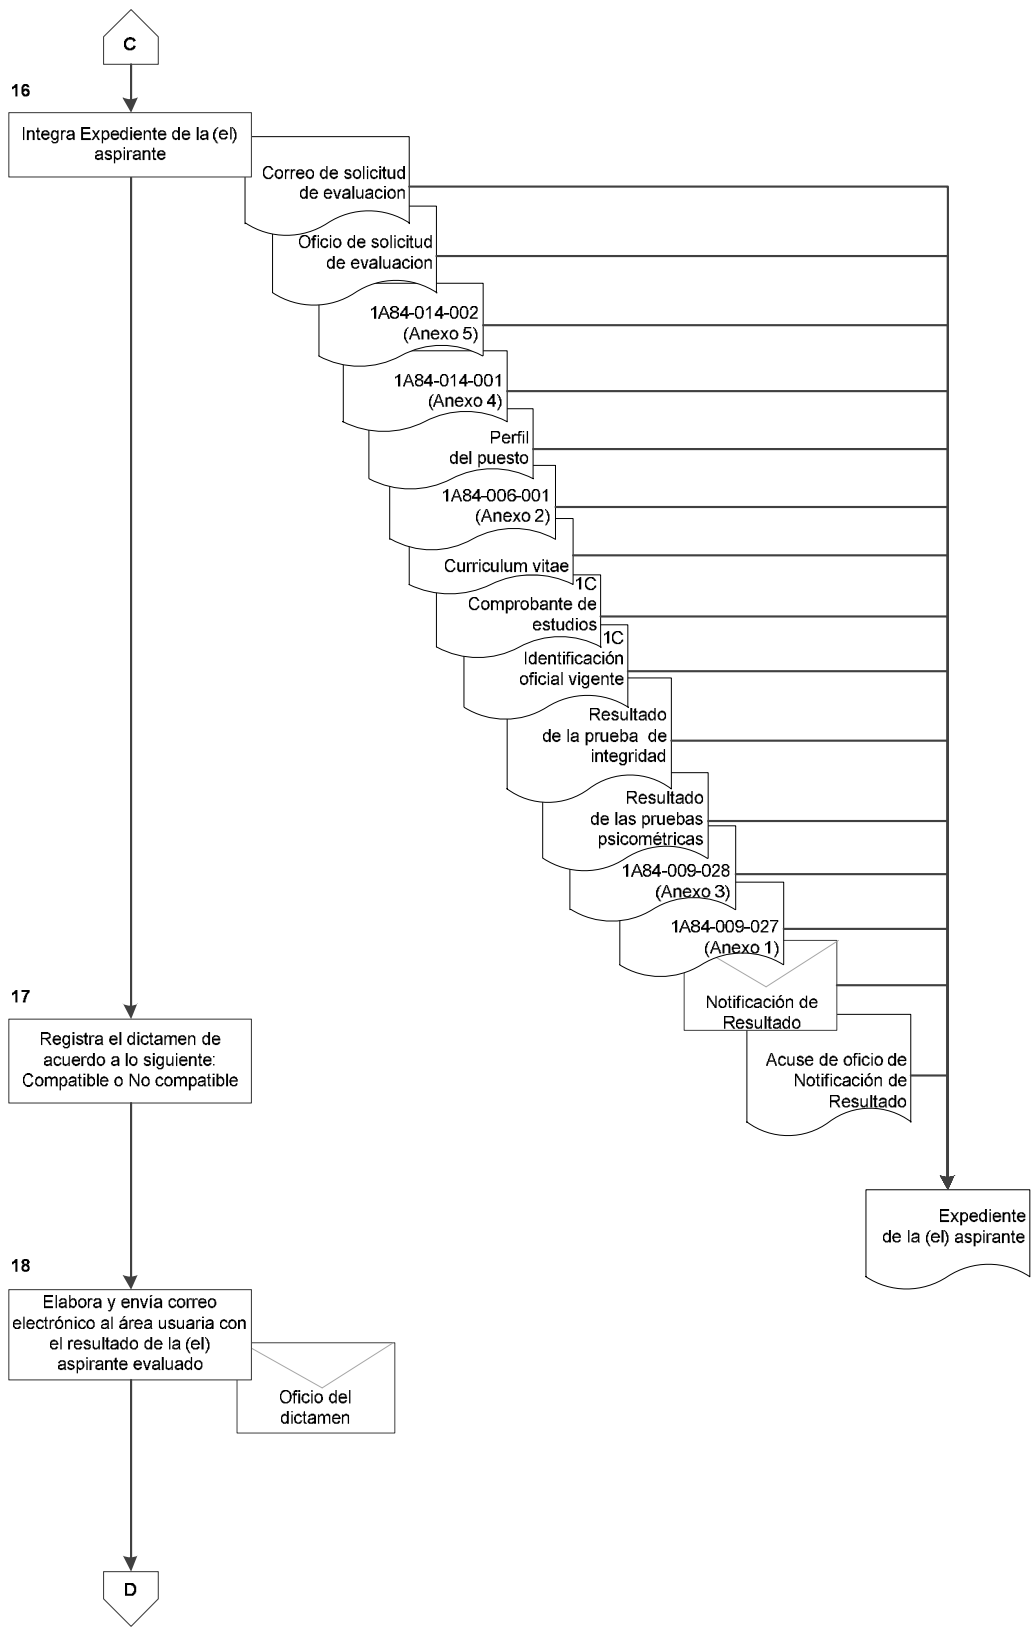 C
16
Integra Expediente de la (el)
aspirante
Correo de solicitud
de evaluacion
Oficio de solicitud
de evaluacion
1A84-014-002
(Anexo 5)
1A84-014-001
(Anexo 4)
Perfil
del puesto
1A84-006-001
(Anexo 2)
Curriculum vitae
1C
Comprobante de
estudios
1C
Identificación
oficial vigente
Resultado
de la prueba de
integridad
Resultado
de las pruebas
psicométricas
1A84-009-028
(Anexo 3)
1A84-009-027
(Anexo 1)
Notificación de
Resultado
Acuse de oficio de
Notificación de
Resultado
Expediente
de la (el) aspirante
17
Registra el dictamen de
acuerdo a lo siguiente:
Compatible o No compatible
18
Elabora y envía correo
electrónico al área usuaria con
el resultado de la (el)
aspirante evaluado
Oficio del
dictamen
D